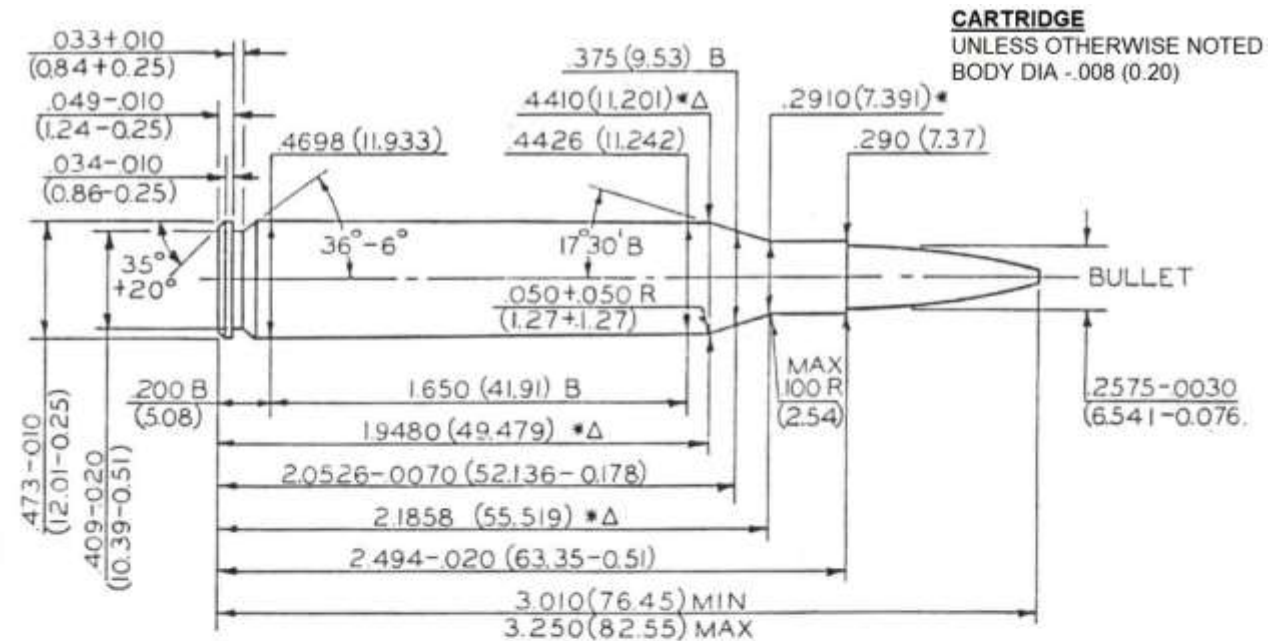 CARTRIDGE
UNLESS OTHERWISE NOTED
BODY DIA -.008 (0.20)
.033+.010
(0.84+0.25)
.375 (9.53) B
.049-.010
(1.24-0.25)
.4410(11.201)*Δ
.2910(7.391)*
.4698 (11.933)
.4426 (11.242)
.290 (7.37)
.034-.010
(0.86-0.25)
36°-6°
17°30' B
35°
+20°
BULLET
.050+.050 R
(1.27+1.27)
MAX
.100 R
(2.54)
.200 B
(5.08)
1.650 (41.91) B
.2575-.0030
(6.541-0.076.
1.9480 (49.479) *Δ
.473-.010
(12.01-0.25)
.409-.020
(10.39-0.51)
2.0526-.0070 (52.136-0.178)
2.1858 (55.519) *Δ
2.494-.020 (63.35-0.51)
3.010(76.45) MIN
3.250(82.55) MAX